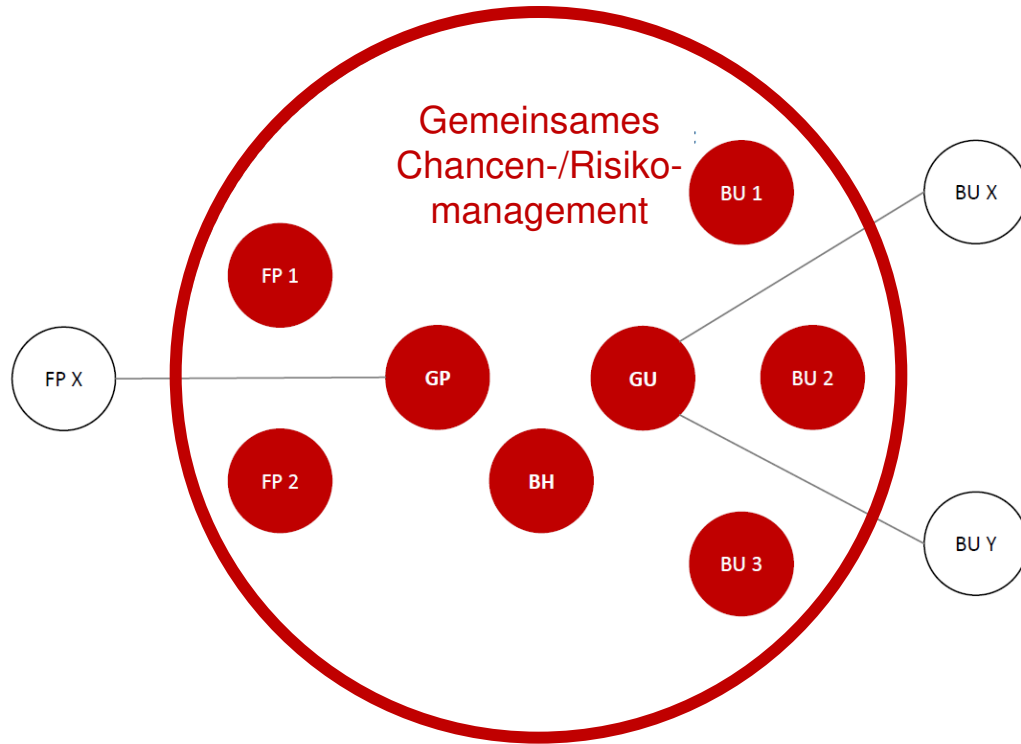 Gemeinsames
Chancen-/Risiko-
management
:
BU 1
BU X
FP 1
FP X
GP
GU
BU 2
FP 2
BH
BU 3
BU Y